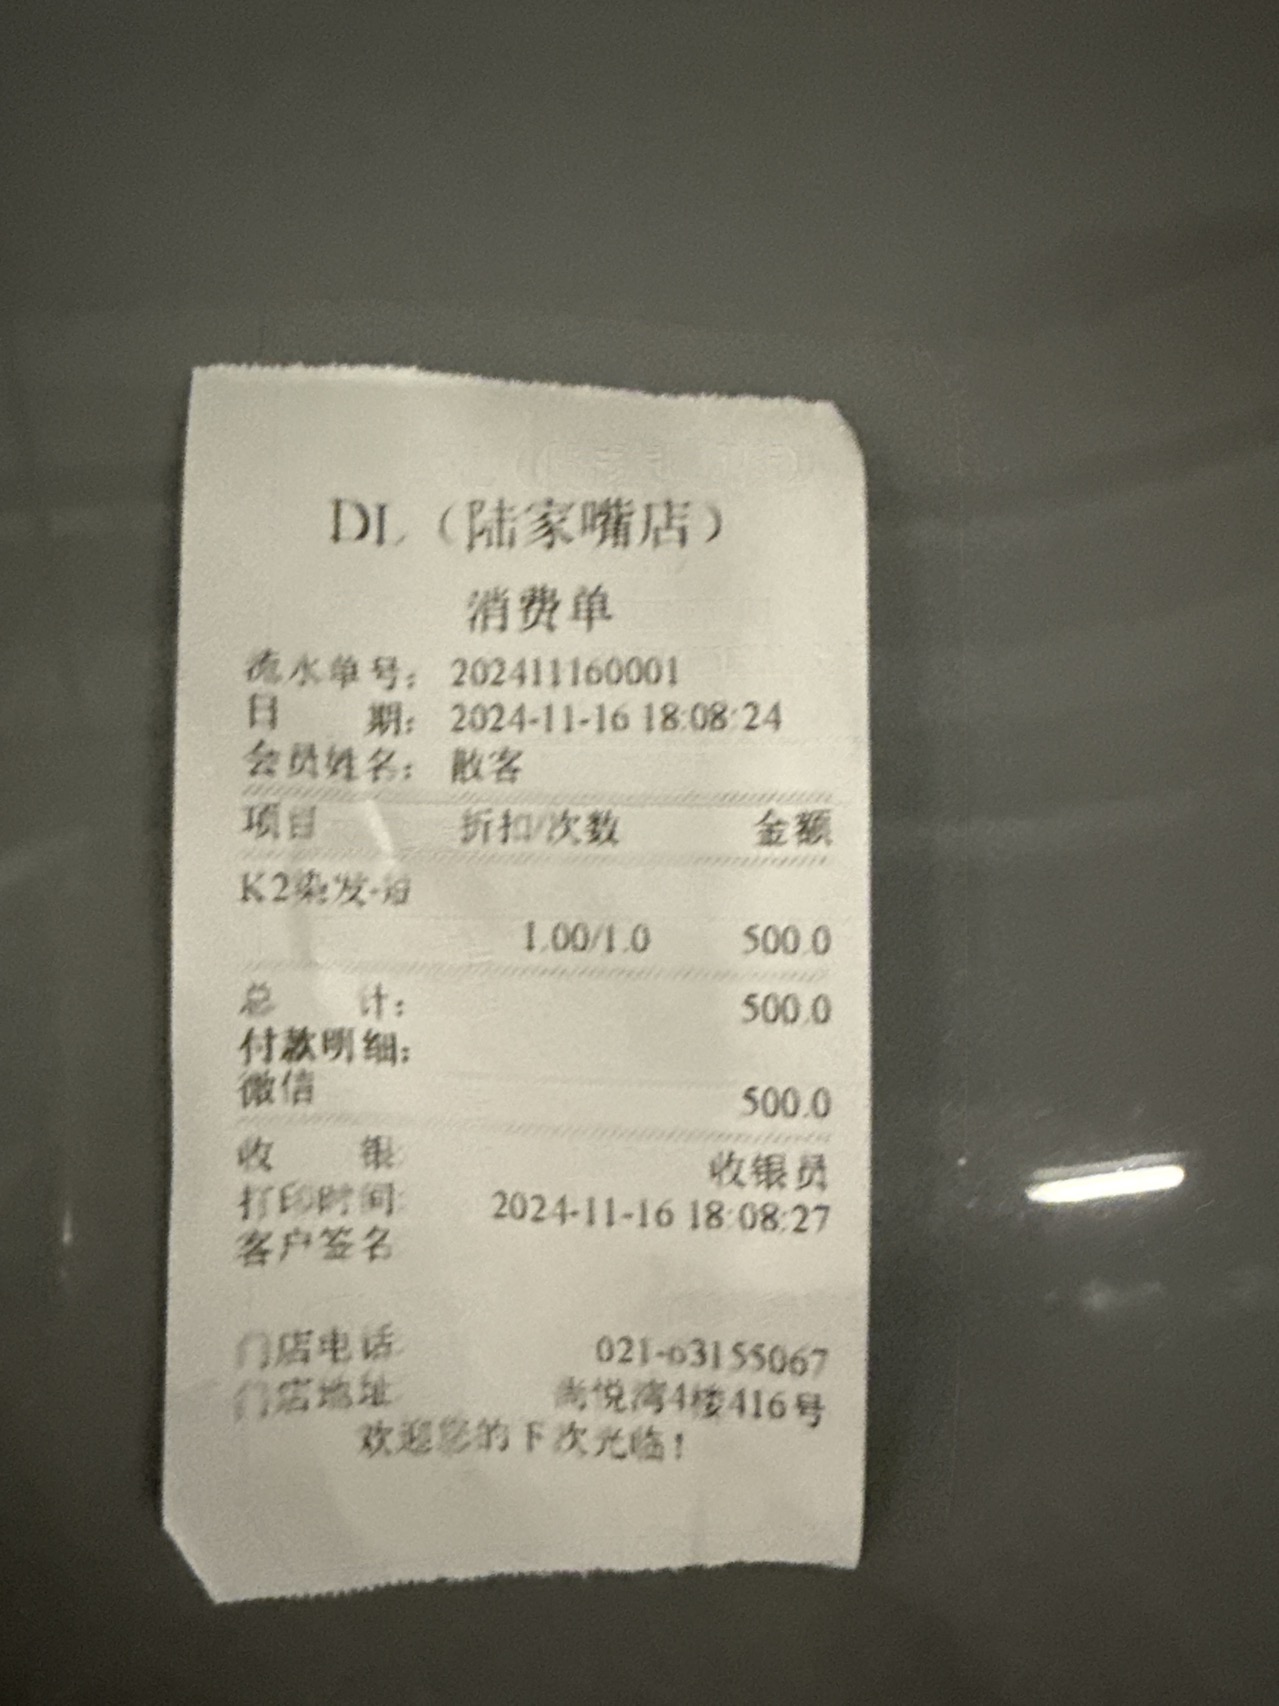 DL（陆家嘴店）
消费单
流水单号： 202411160001
日 期： 2024-11-16 18:08:24
会员姓名： 散客
项目 折扣/次数 金额
K2染发-
1.00/1.0 500.0
总 计： 500.0
付款明细：
微信 500.0
收 银: 收银员
打印时间: 2024-11-16 18:08:27
客户签名
门店电话: 021-63155067
门店地址: 尚悦湾4楼416号
欢迎您的下次光临！